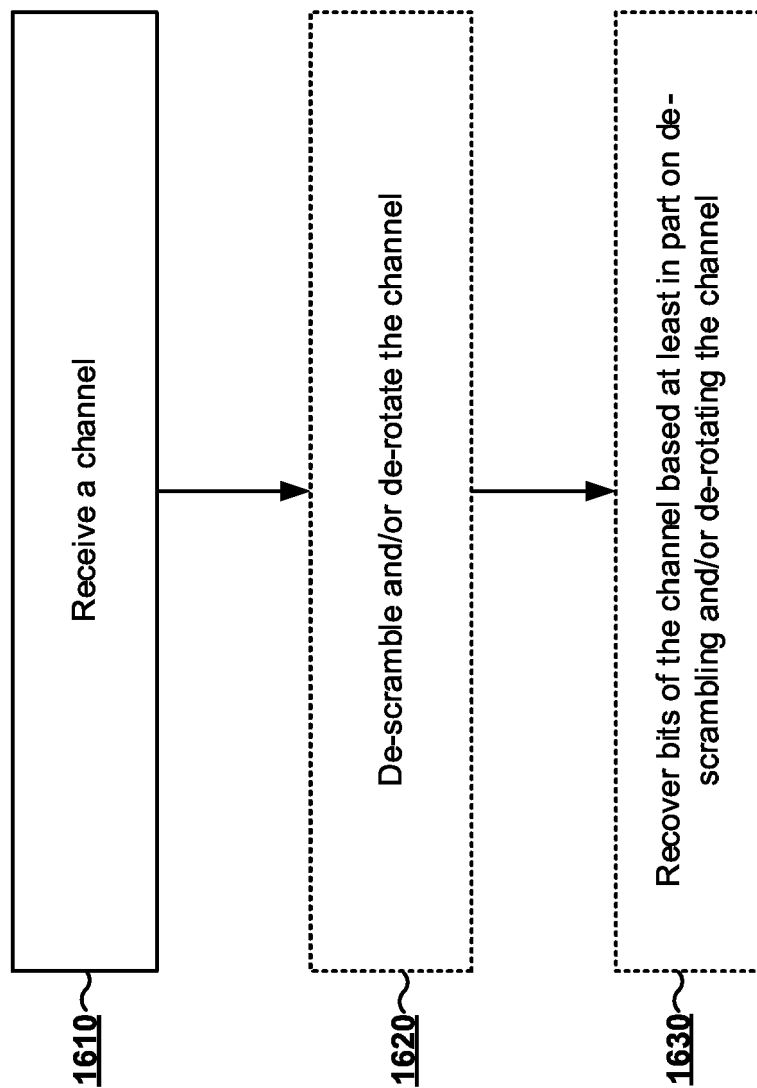 1610
Receive a channel
1620
De-scramble and/or de-rotate the channel
1630
Recover bits of the channel based at least in part on de-
scrambling and/or de-rotating the channel